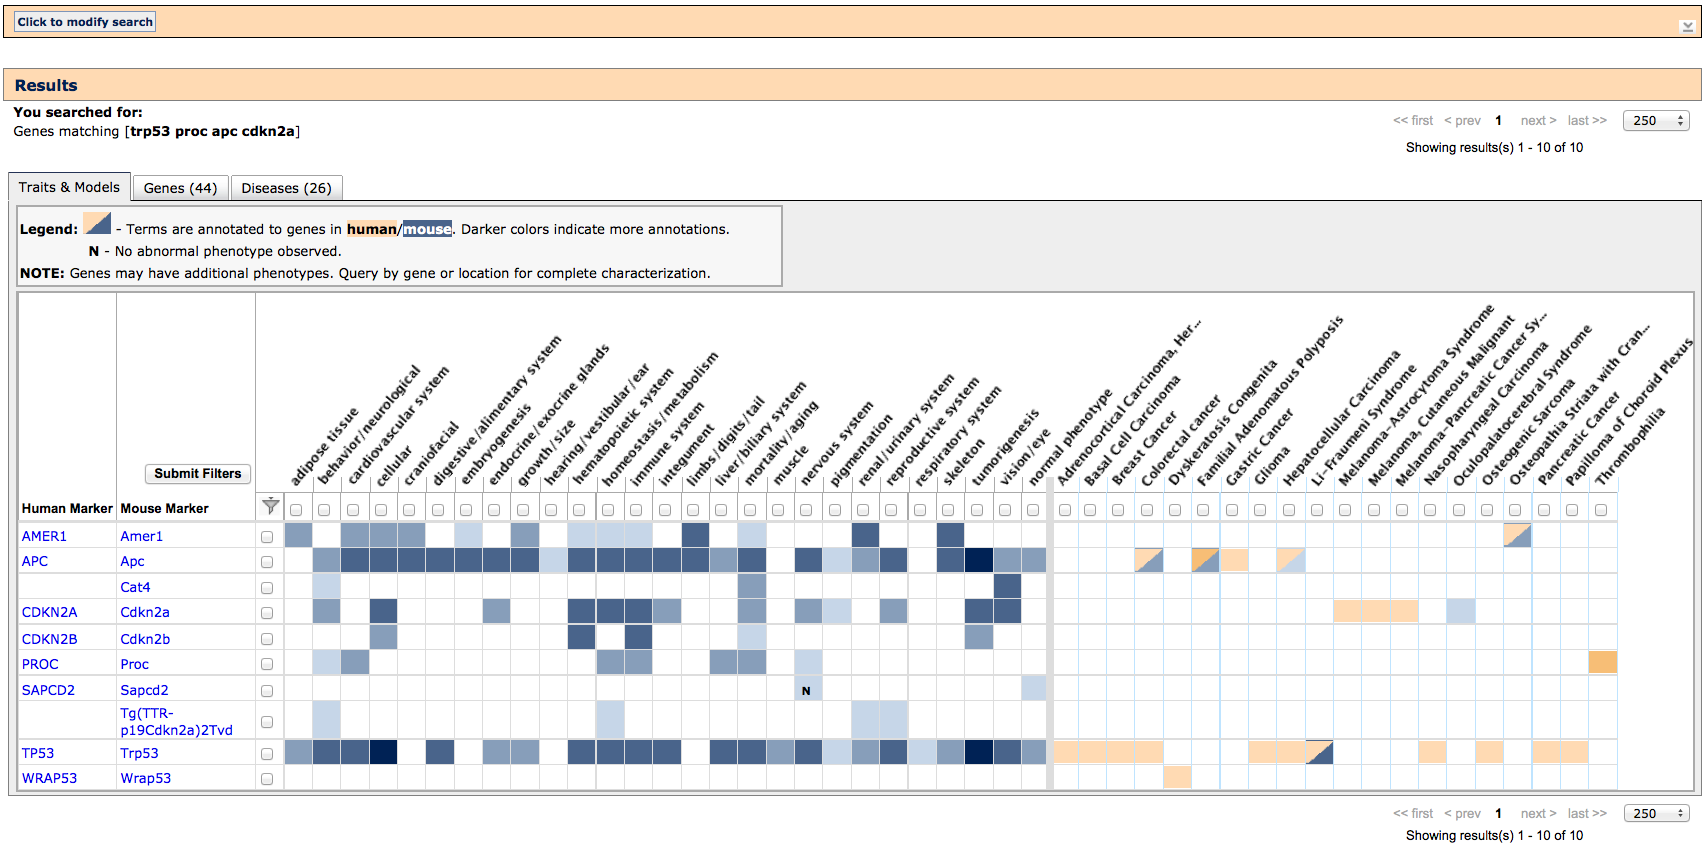 Click to modify search
Results
You searched for:
Genes matching [trp53 proc apc cdkn2a]
<< first < prev 1 next > last >> 250
Showing results(s) 1 - 10 of 10
Traits & Models Genes (44) Diseases (26)
Legend: - Terms are annotated to genes in human/mouse. Darker colors indicate more annotations.
N - No abnormal phenotype observed.
NOTE: Genes may have additional phenotypes. Query by gene or location for complete characterization.
Submit Filters
Human Marker Mouse Marker
adipose tissue
behavior/neurological
cardiovascular system
cellular
craniofacial
digestive/alimentary system
embryogenesis
endocrine/exocrine glands
growth/size
hearing/vestibular/ear
hematopoietic system
homeostasis/metabolism
immune system
integument
limbs/digits/tail
liver/biliary system
mortality/aging
muscle
nervous system
pigmentation
renal/urinary system
reproductive system
respiratory system
skeleton
tumorigenesis
vision/eye
normal phenotype
Adrenocortical Carcinoma, Her...
Basal Cell Carcinoma
Breast Cancer
Colorectal cancer
Dyskeratosis Congenita
Familial Adenomatous Polyposis
Gastric Cancer
Glioma
Hepatocellular Carcinoma
Li-Fraumeni Syndrome
Melanoma-Astrocytoma Syndrome
Melanoma, Cutaneous Malignant
Melanoma-Pancreatic Cancer Sy...
Nasopharyngeal Carcinoma
Oculopalatocerebral Syndrome
Osteogenic Sarcoma
Osteopathia Striata with Cran...
Pancreatic Cancer
Papilloma of Choroid Plexus
Thrombophilia
AMER1 Amer1
APC Apc
Cat4
CDKN2A Cdkn2a
CDKN2B Cdkn2b
PROC Proc
SAPCD2 Sapcd2 N
Tg(TTR-
p19Cdkn2a)2Tvd
TP53 Trp53
WRAP53 Wrap53
<< first < prev 1 next > last >> 250
Showing results(s) 1 - 10 of 10